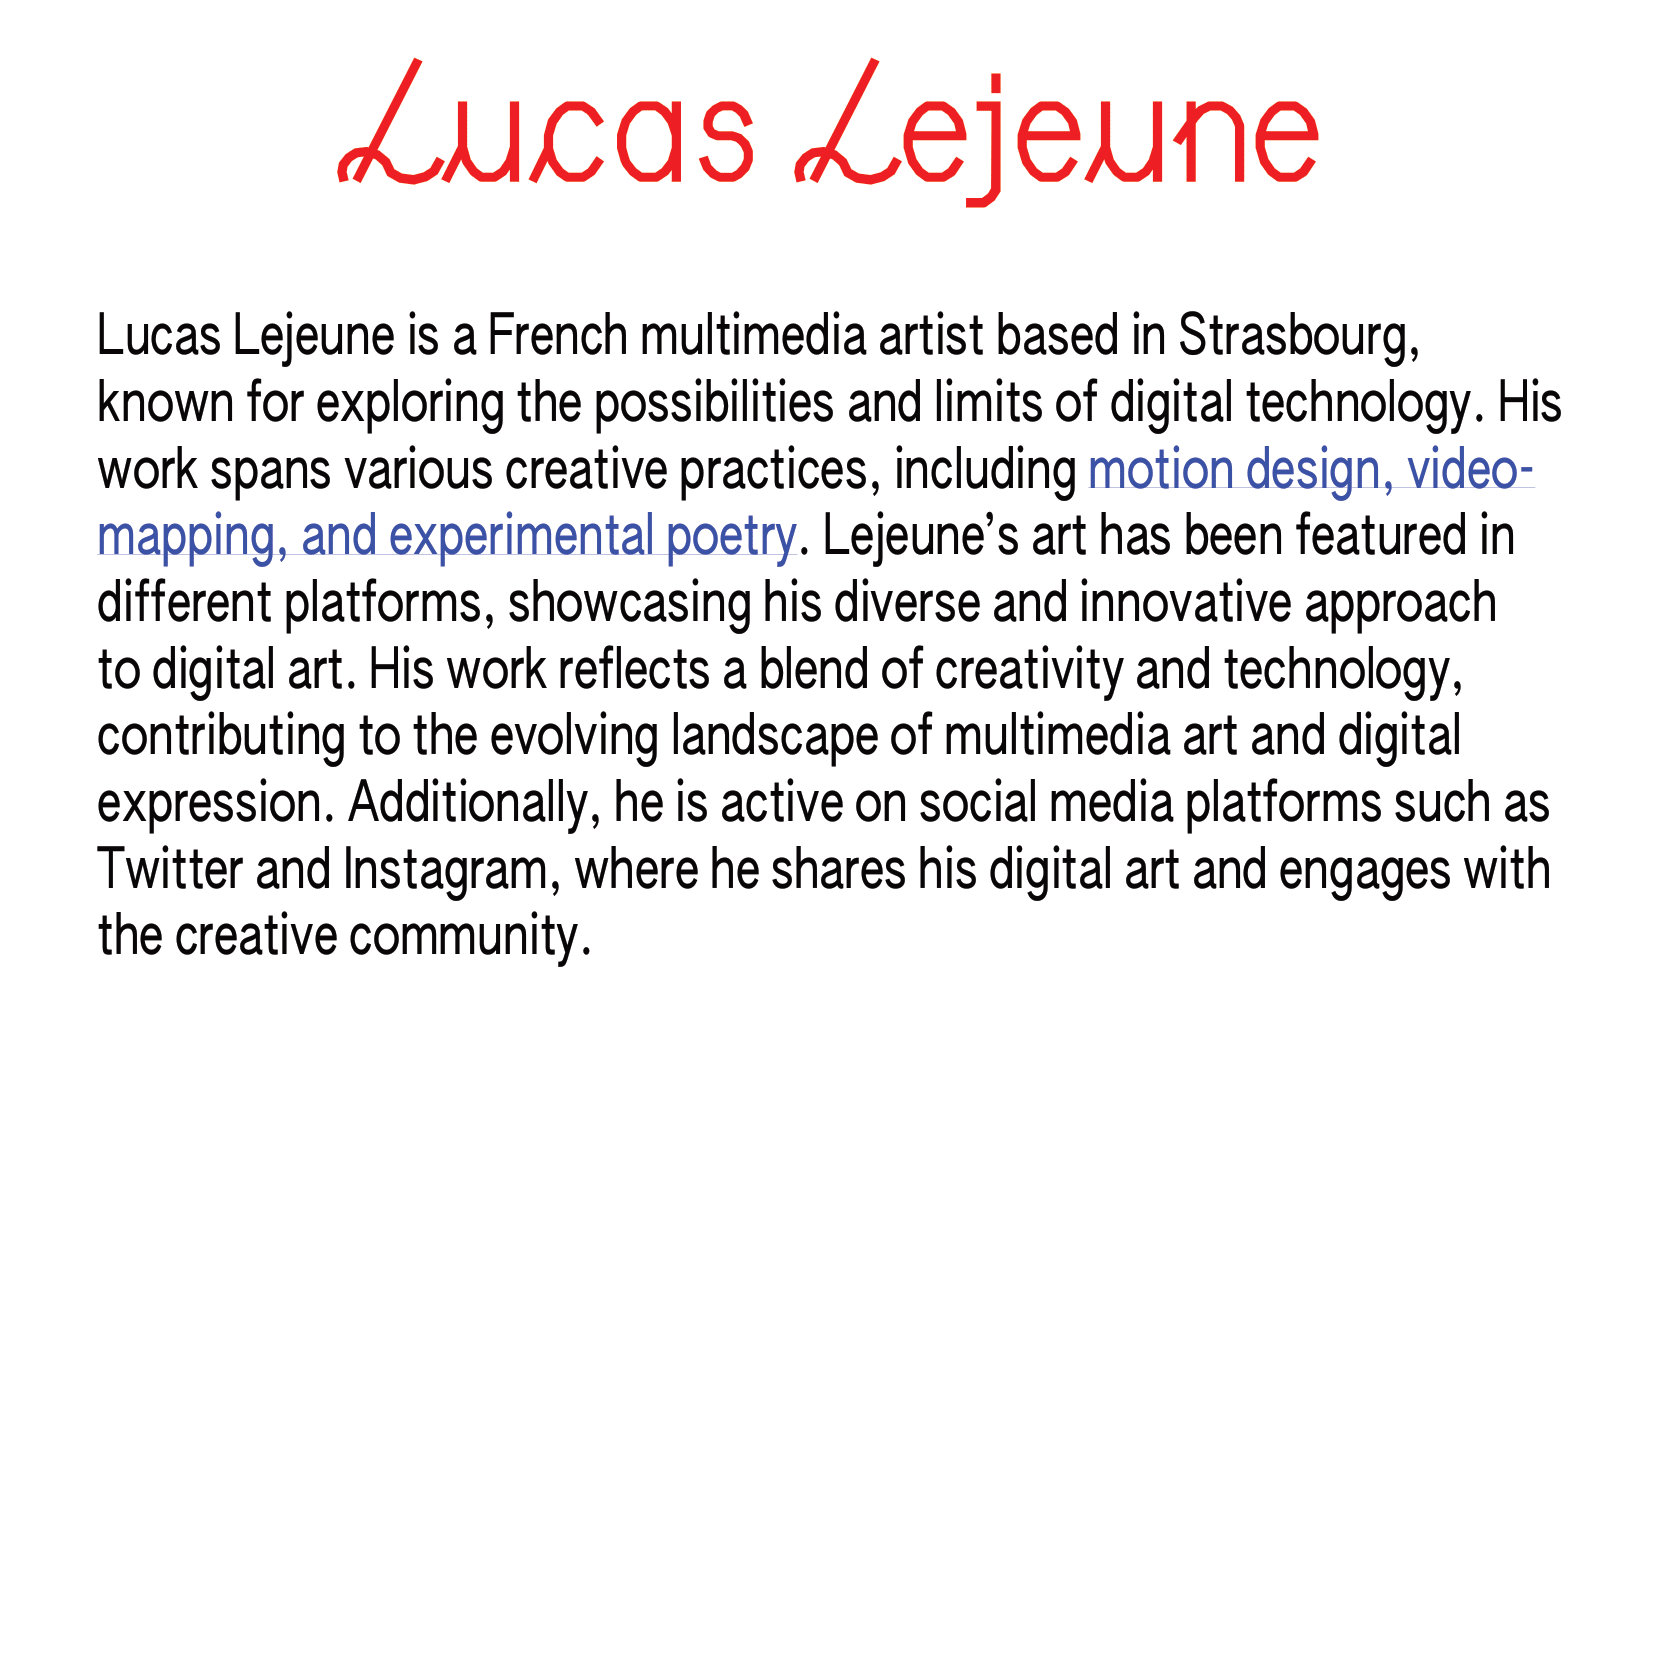 Lucas Lejeune
Lucas Lejeune is a French multimedia artist based in Strasbourg,
known for exploring the possibilities and limits of digital technology. His
work spans various creative practices, including motion design, video-
mapping, and experimental poetry. Lejeune’s art has been featured in
different platforms, showcasing his diverse and innovative approach
to digital art. His work reflects a blend of creativity and technology,
contributing to the evolving landscape of multimedia art and digital
expression. Additionally, he is active on social media platforms such as
Twitter and Instagram, where he shares his digital art and engages with
the creative community.